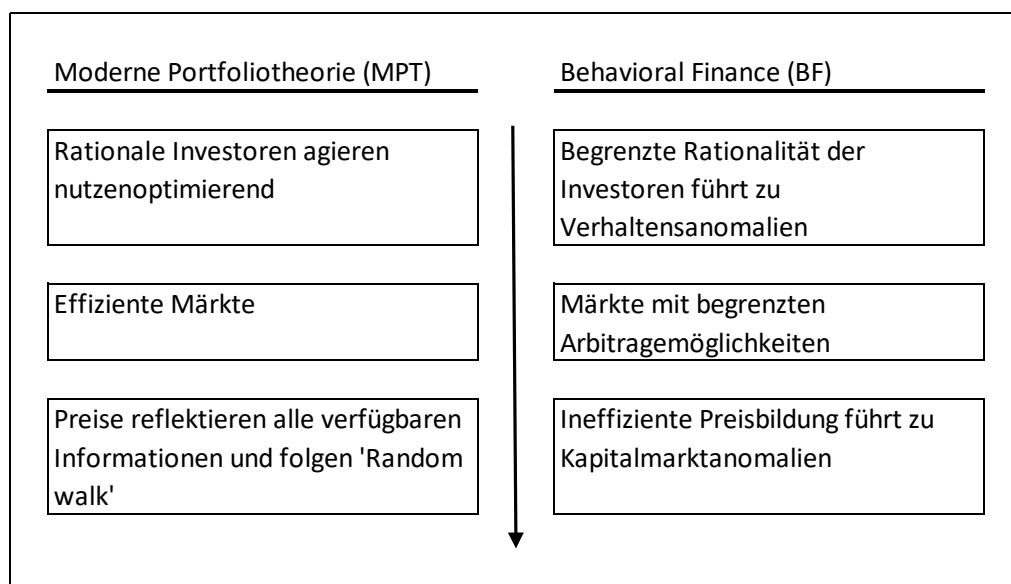 Moderne Portfoliotheorie (MPT)
Behavioral Finance (BF)
Rationale Investoren agieren
nutzenoptimierend
Begrenzte Rationalität der
Investoren führt zu
Verhaltensanomalien
Effiziente Märkte
Märkte mit begrenzten
Arbitragemöglichkeiten
Preise reflektieren alle verfügbaren
Informationen und folgen 'Random
walk'
Ineffiziente Preisbildung führt zu
Kapitalmarktanomalien